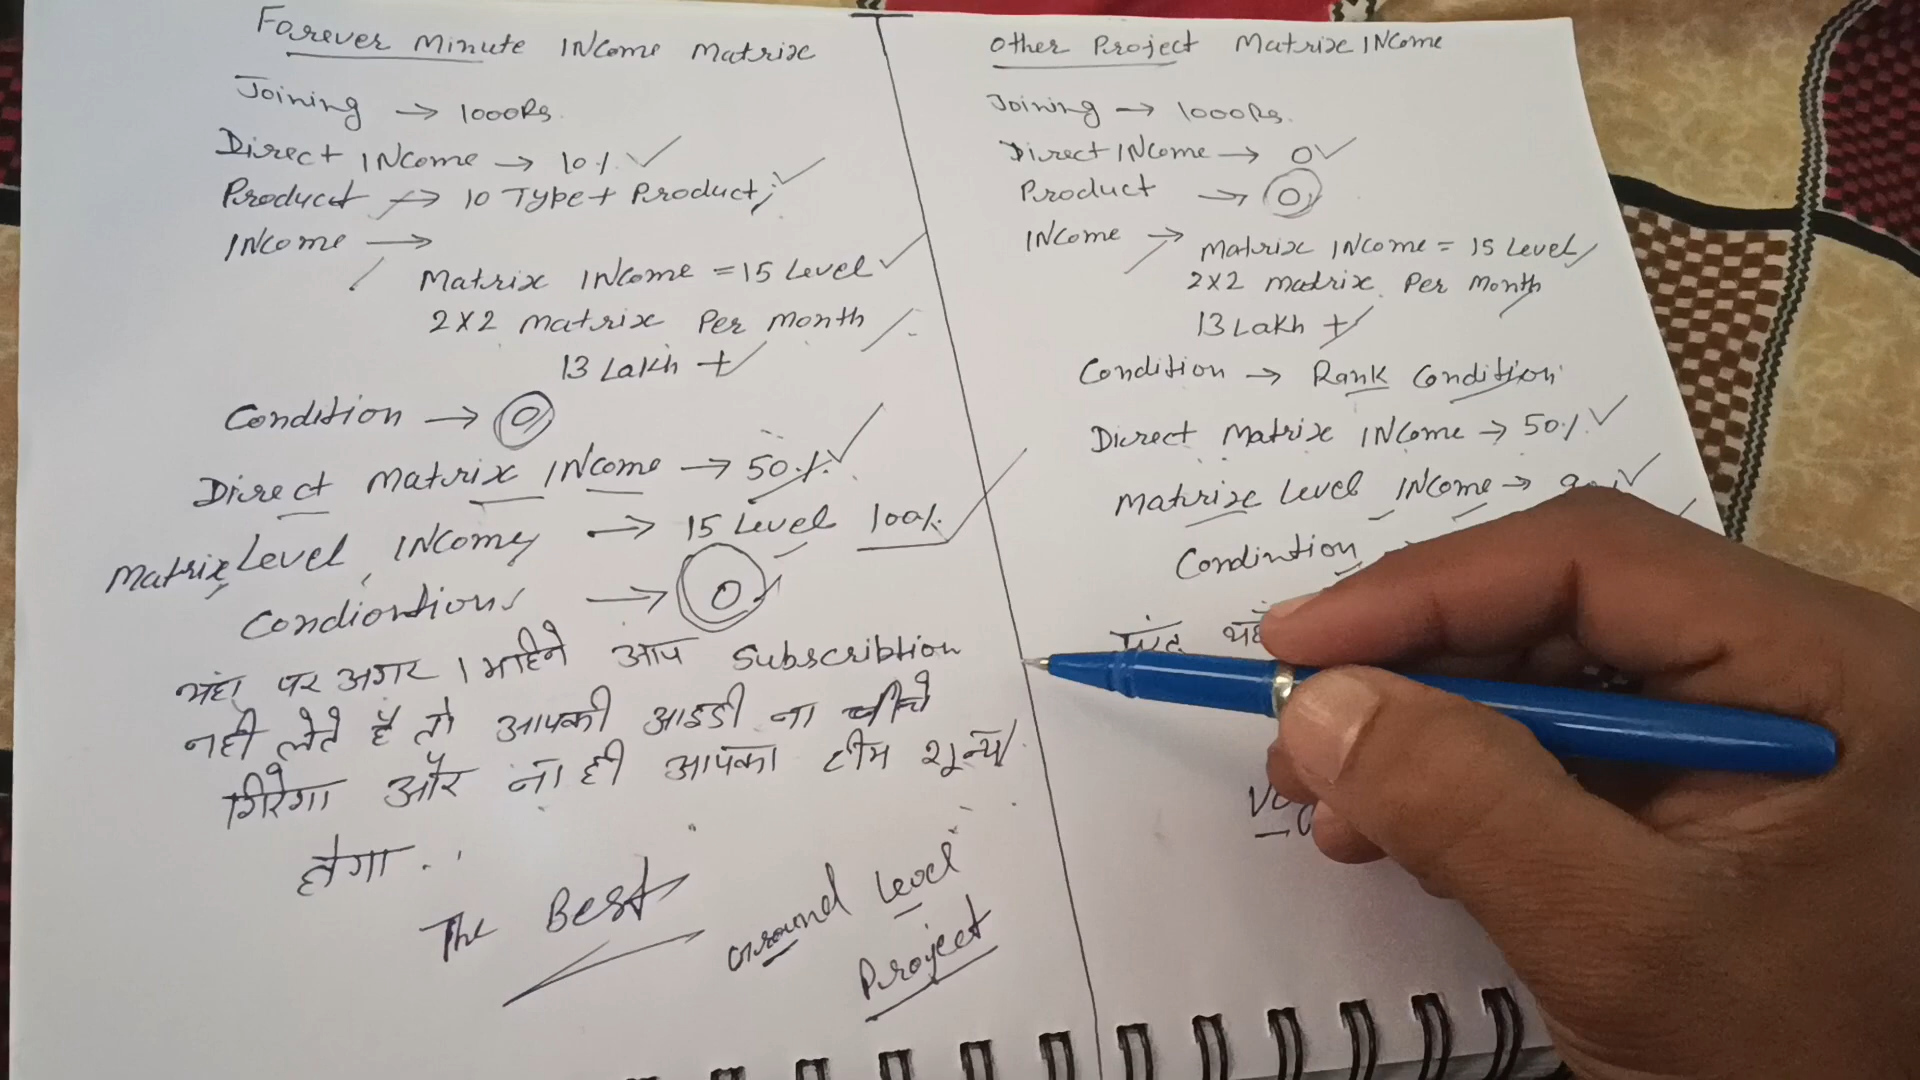 Forever Minute INCome Matrix
Joining → 1000Rs.
Direct INCome → 10%
Product → 10 Type+ Product,
INCome →
Matrix INCome = 15 Level
2X2 matrix Per month
13 Lakh +
Condition → 0
Direct Matrix INCome → 50%
Matrix Level INCome → 15 Level 100%
Condiontions → 0
यहा पर अगर 1 महिने आप Subscribtion
नही लेते है तो आपकी आइडी ना नीचे
गिरेगा और ना ही आपका टीम शून्य
होगा..
The Best
Ground Level
Project
Other Project Matrix INCome
Joining → 1000Rs.
Direct INCome → 0
Product → 0
INCome →
Matrix INCome = 15 Level
2X2 matrix Per Month
13 Lakh +
Condition → Rank Condition
Direct Matrix INCome → 50%
Matrix Level INCome →
Condintion